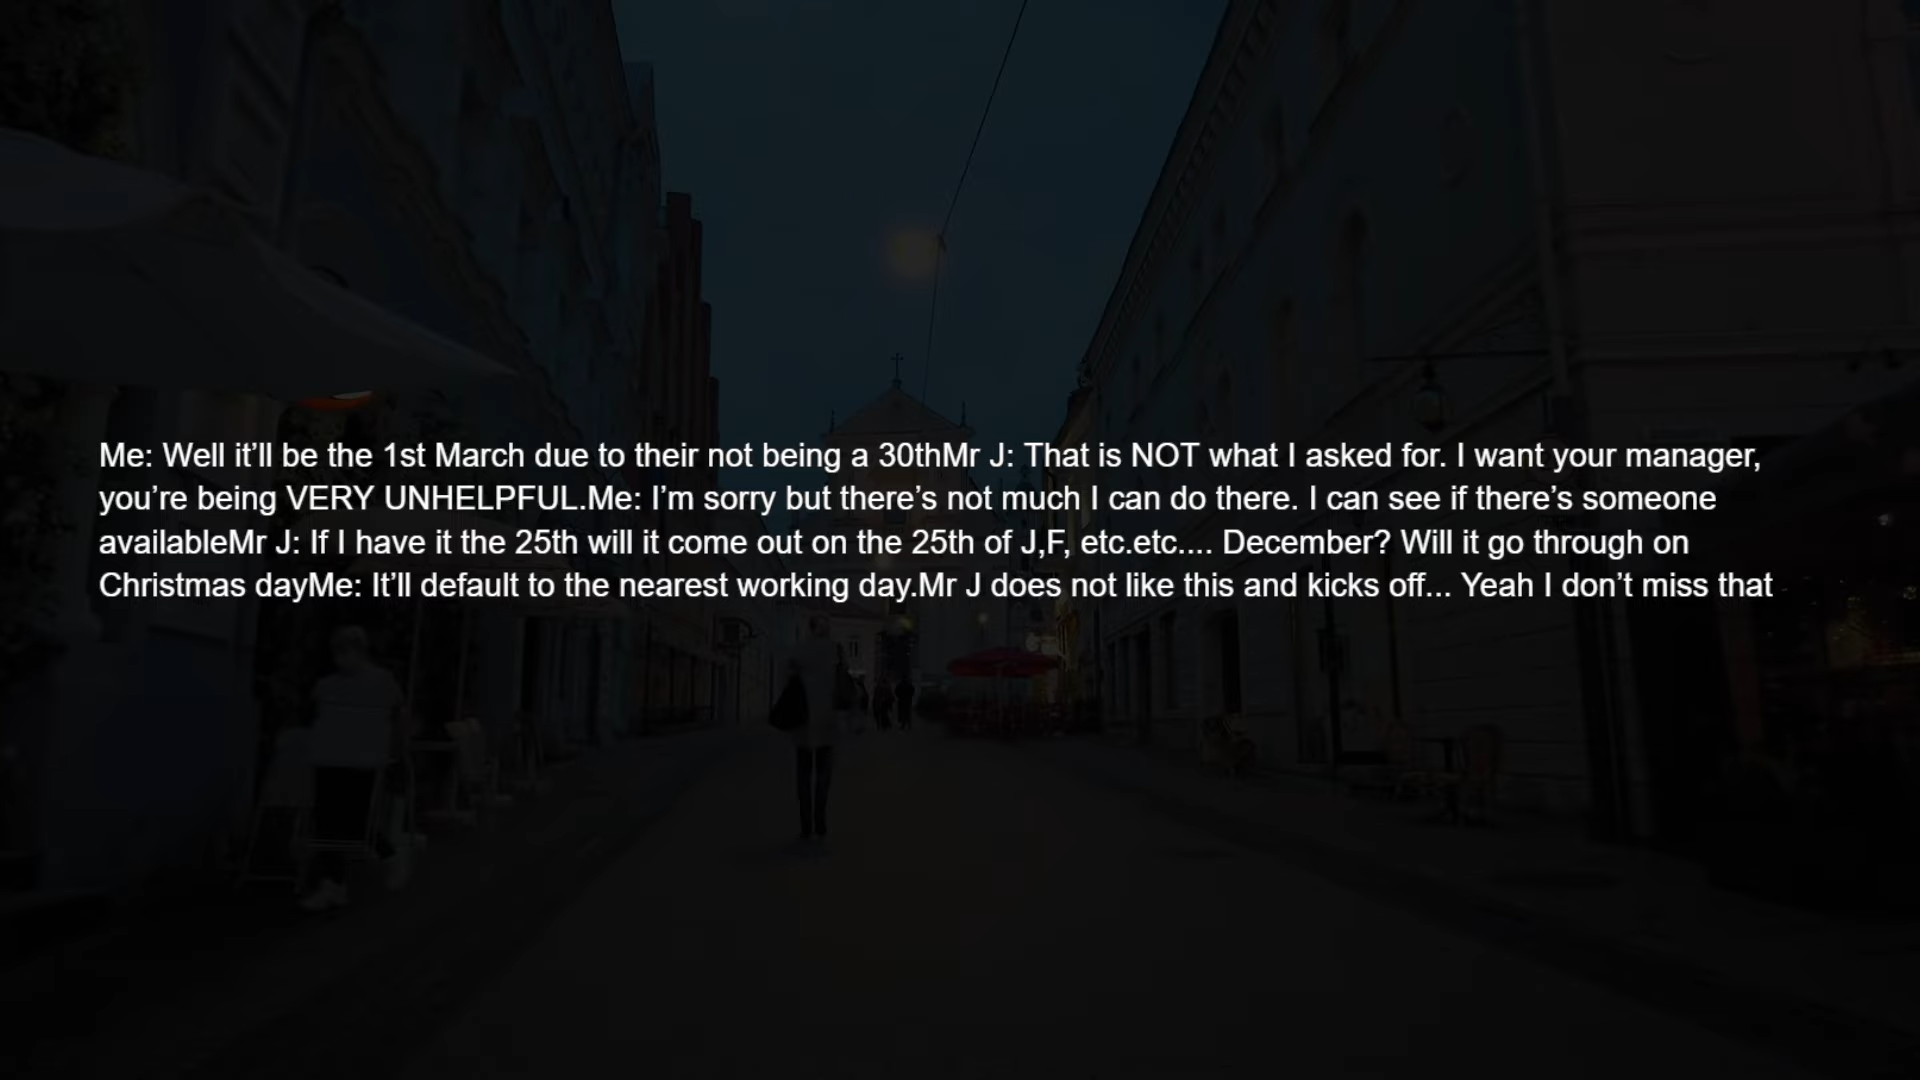 Me: Well it’ll be the 1st March due to their not being a 30thMr J: That is NOT what I asked for. I want your manager,
you’re being VERY UNHELPFUL.Me: I’m sorry but there’s not much I can do there. I can see if there’s someone
availableMr J: If I have it the 25th will it come out on the 25th of J,F, etc.etc.... December? Will it go through on
Christmas dayMe: It’ll default to the nearest working day.Mr J does not like this and kicks off... Yeah I don’t miss that